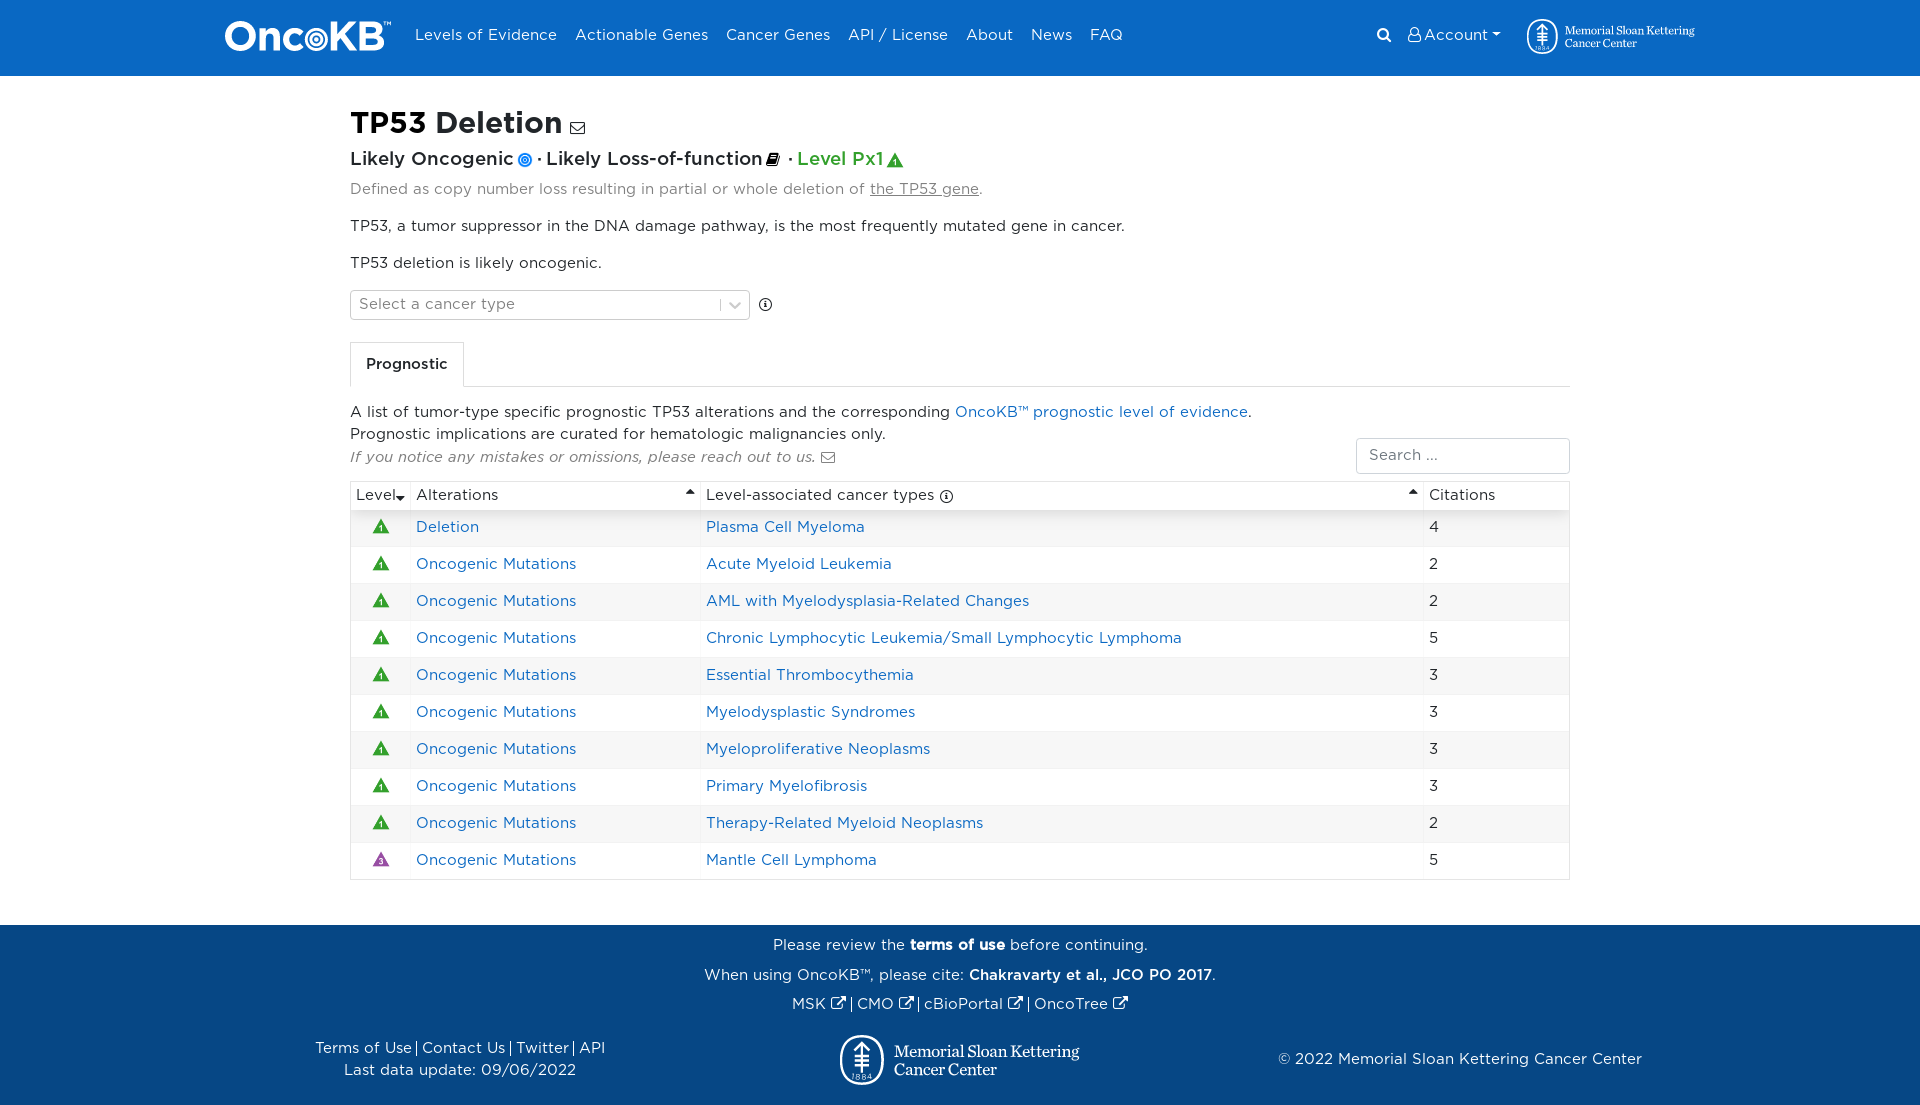 OncoKB™ Levels of Evidence Actionable Genes Cancer Genes API / License About News FAQ Account Memorial Sloan Kettering Cancer Center 1884
TP53 Deletion
Likely Oncogenic · Likely Loss-of-function · Level Px1 1
Defined as copy number loss resulting in partial or whole deletion of the TP53 gene.
TP53, a tumor suppressor in the DNA damage pathway, is the most frequently mutated gene in cancer.
TP53 deletion is likely oncogenic.
Select a cancer type
Prognostic
A list of tumor-type specific prognostic TP53 alterations and the corresponding OncoKB™ prognostic level of evidence.
Prognostic implications are curated for hematologic malignancies only.
If you notice any mistakes or omissions, please reach out to us.
Search ...
Level Alterations Level-associated cancer types Citations
1 Deletion Plasma Cell Myeloma 4
1 Oncogenic Mutations Acute Myeloid Leukemia 2
1 Oncogenic Mutations AML with Myelodysplasia-Related Changes 2
1 Oncogenic Mutations Chronic Lymphocytic Leukemia/Small Lymphocytic Lymphoma 5
1 Oncogenic Mutations Essential Thrombocythemia 3
1 Oncogenic Mutations Myelodysplastic Syndromes 3
1 Oncogenic Mutations Myeloproliferative Neoplasms 3
1 Oncogenic Mutations Primary Myelofibrosis 3
1 Oncogenic Mutations Therapy-Related Myeloid Neoplasms 2
3 Oncogenic Mutations Mantle Cell Lymphoma 5
Please review the terms of use before continuing.
When using OncoKB™, please cite: Chakravarty et al., JCO PO 2017.
MSK | CMO | cBioPortal | OncoTree
Terms of Use | Contact Us | Twitter | API
Last data update: 09/06/2022
1884 Memorial Sloan Kettering
Cancer Center
© 2022 Memorial Sloan Kettering Cancer Center